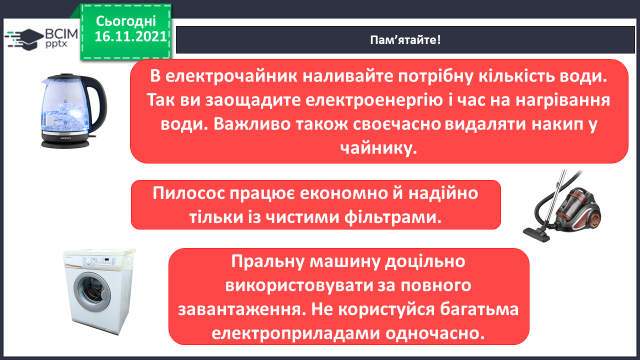 Сьогодні
16.11.2021
BCIM
pptx
Пам’ятайте!
В електрочайник наливайте потрібну кількість води.
Так ви заощадите електроенергію і час на нагрівання
води. Важливо також своєчасно видаляти накип у
чайнику.
Пилосос працює економно й надійно
тільки із чистими фільтрами.
Пральну машину доцільно
використовувати за повного
завантаження. Не користуйся багатьма
електроприладами одночасно.